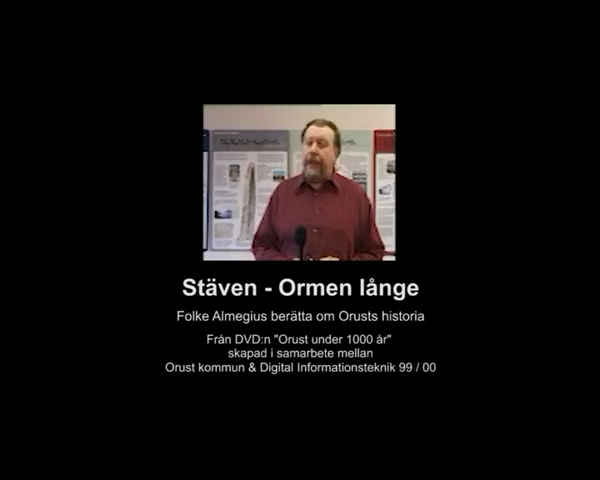 Stäven - Ormen långe
Folke Almegius berätta om Orusts historia
Från DVD:n "Orust under 1000 år"
skapad i samarbete mellan
Orust kommun & Digital Informationsteknik 99 / 00